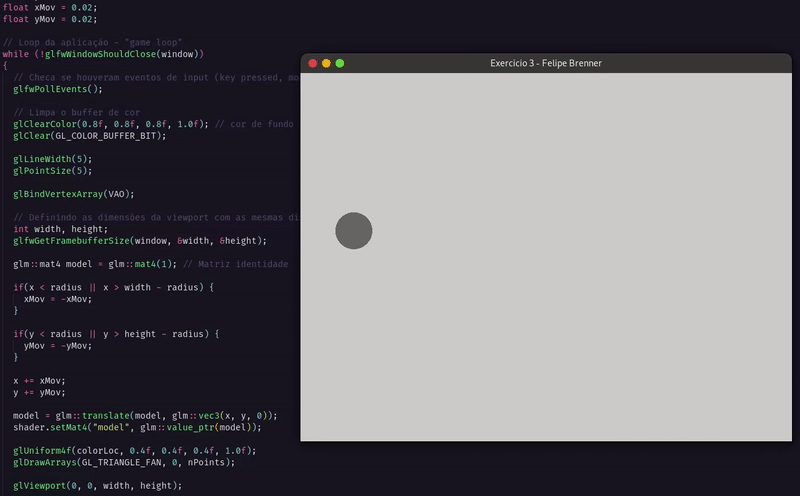 float xMov = 0.02;
float yMov = 0.02;
// Loop da aplicação - "game loop"
while (!glfwWindowShouldClose(window))
{
// Checa se houveram eventos de input (key pressed, mo
glfwPollEvents();
// Limpa o buffer de cor
glClearColor(0.8f, 0.8f, 0.8f, 1.0f); // cor de fundo
glClear(GL_COLOR_BUFFER_BIT);
glLineWidth(5);
glPointSize(5);
glBindVertexArray(VAO);
// Definindo as dimensões da viewport com as mesmas di
int width, height;
glfwGetFramebufferSize(window, &width, &height);
glm::mat4 model = glm::mat4(1); // Matriz identidade
if(x < radius || x > width - radius) {
xMov = -xMov;
}
if(y < radius || y > height - radius) {
yMov = -yMov;
}
x += xMov;
y += yMov;
model = glm::translate(model, glm::vec3(x, y, 0));
shader.setMat4("model", glm::value_ptr(model));
glUniform4f(colorLoc, 0.4f, 0.4f, 0.4f, 1.0f);
glDrawArrays(GL_TRIANGLE_FAN, 0, nPoints);
glViewport(0, 0, width, height);
Exercicio 3 - Felipe Brenner